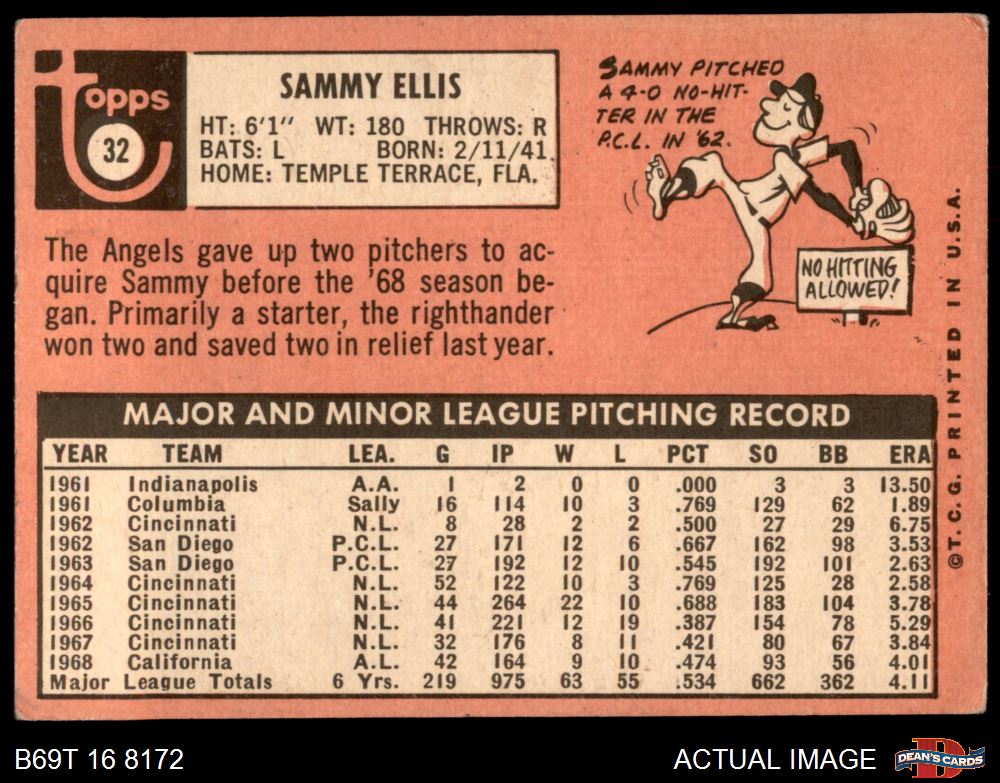 topps
32
SAMMY ELLIS
HT: 6'1" WT: 180 THROWS: R
BATS: L BORN: 2/11/41
HOME: TEMPLE TERRACE, FLA.
SAMMY PITCHED
A 4-0 NO-HIT-
TER IN THE
P.C.L. IN '62.
NO HITTING
ALLOWED!
The Angels gave up two pitchers to ac-
quire Sammy before the '68 season be-
gan. Primarily a starter, the righthander
won two and saved two in relief last year.
MAJOR AND MINOR LEAGUE PITCHING RECORD
YEAR TEAM LEA. G IP W L PCT SO BB ERA
1961 Indianapolis A.A. 1 2 0 0 .000 3 3 13.50
1961 Columbia Sally 16 114 10 3 .769 129 62 1.89
1962 Cincinnati N.L. 8 28 2 2 .500 27 29 6.75
1962 San Diego P.C.L. 27 171 12 6 .667 162 98 3.53
1963 San Diego P.C.L. 27 192 12 10 .545 192 101 2.63
1964 Cincinnati N.L. 52 122 10 3 .769 125 28 2.58
1965 Cincinnati N.L. 44 264 22 10 .688 183 104 3.78
1966 Cincinnati N.L. 41 221 12 19 .387 154 78 5.29
1967 Cincinnati N.L. 32 176 8 11 .421 80 67 3.84
1968 California A.L. 42 164 9 10 .474 93 56 4.01
Major League Totals 6 Yrs. 219 975 63 55 .534 662 362 4.11
©T.C.G. PRINTED IN U.S.A.
B69T 16 8172
ACTUAL IMAGE
DEAN'S CARDS